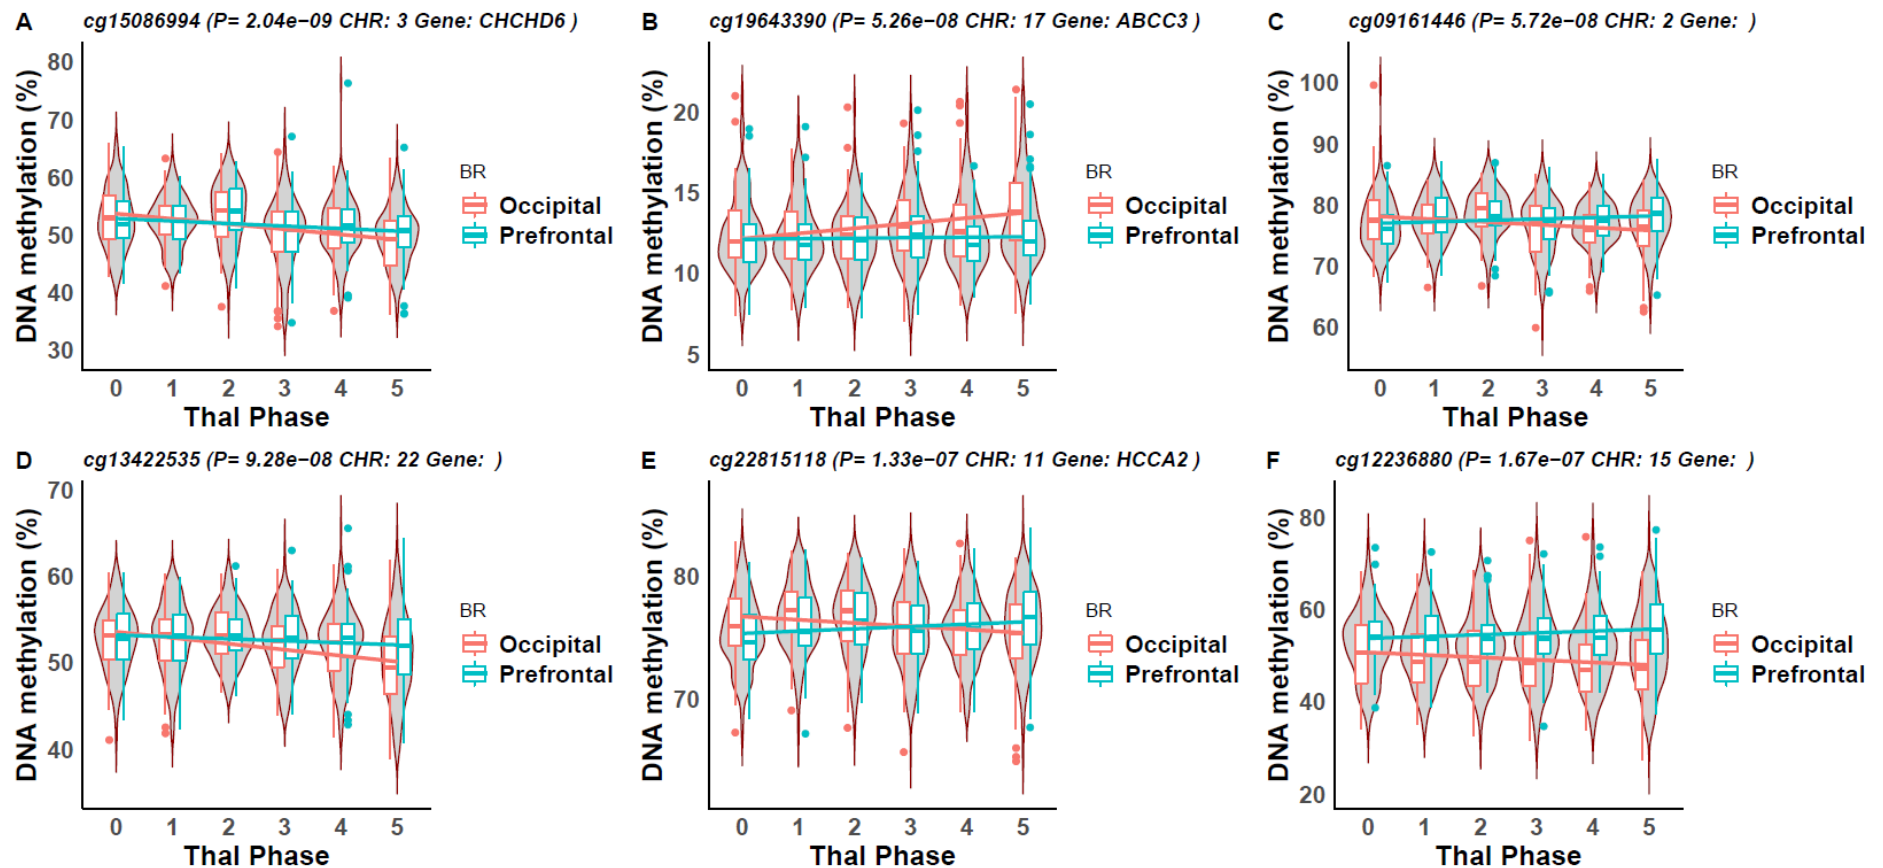 A cg15086994 (P= 2.04e−09 CHR: 3 Gene: CHCHD6 )
DNA methylation (%)
80
70
60
50
40
30
0 1 2 3 4 5
Thal Phase
BR
Occipital
Prefrontal
B cg19643390 (P= 5.26e−08 CHR: 17 Gene: ABCC3 )
DNA methylation (%)
20
15
10
5
0 1 2 3 4 5
Thal Phase
BR
Occipital
Prefrontal
C cg09161446 (P= 5.72e−08 CHR: 2 Gene: )
DNA methylation (%)
100
90
80
70
60
0 1 2 3 4 5
Thal Phase
BR
Occipital
Prefrontal
D cg13422535 (P= 9.28e−08 CHR: 22 Gene: )
DNA methylation (%)
70
60
50
40
0 1 2 3 4 5
Thal Phase
BR
Occipital
Prefrontal
E cg22815118 (P= 1.33e−07 CHR: 11 Gene: HCCA2 )
DNA methylation (%)
80
70
0 1 2 3 4 5
Thal Phase
BR
Occipital
Prefrontal
F cg12236880 (P= 1.67e−07 CHR: 15 Gene: )
DNA methylation (%)
80
60
40
20
0 1 2 3 4 5
Thal Phase
BR
Occipital
Prefrontal